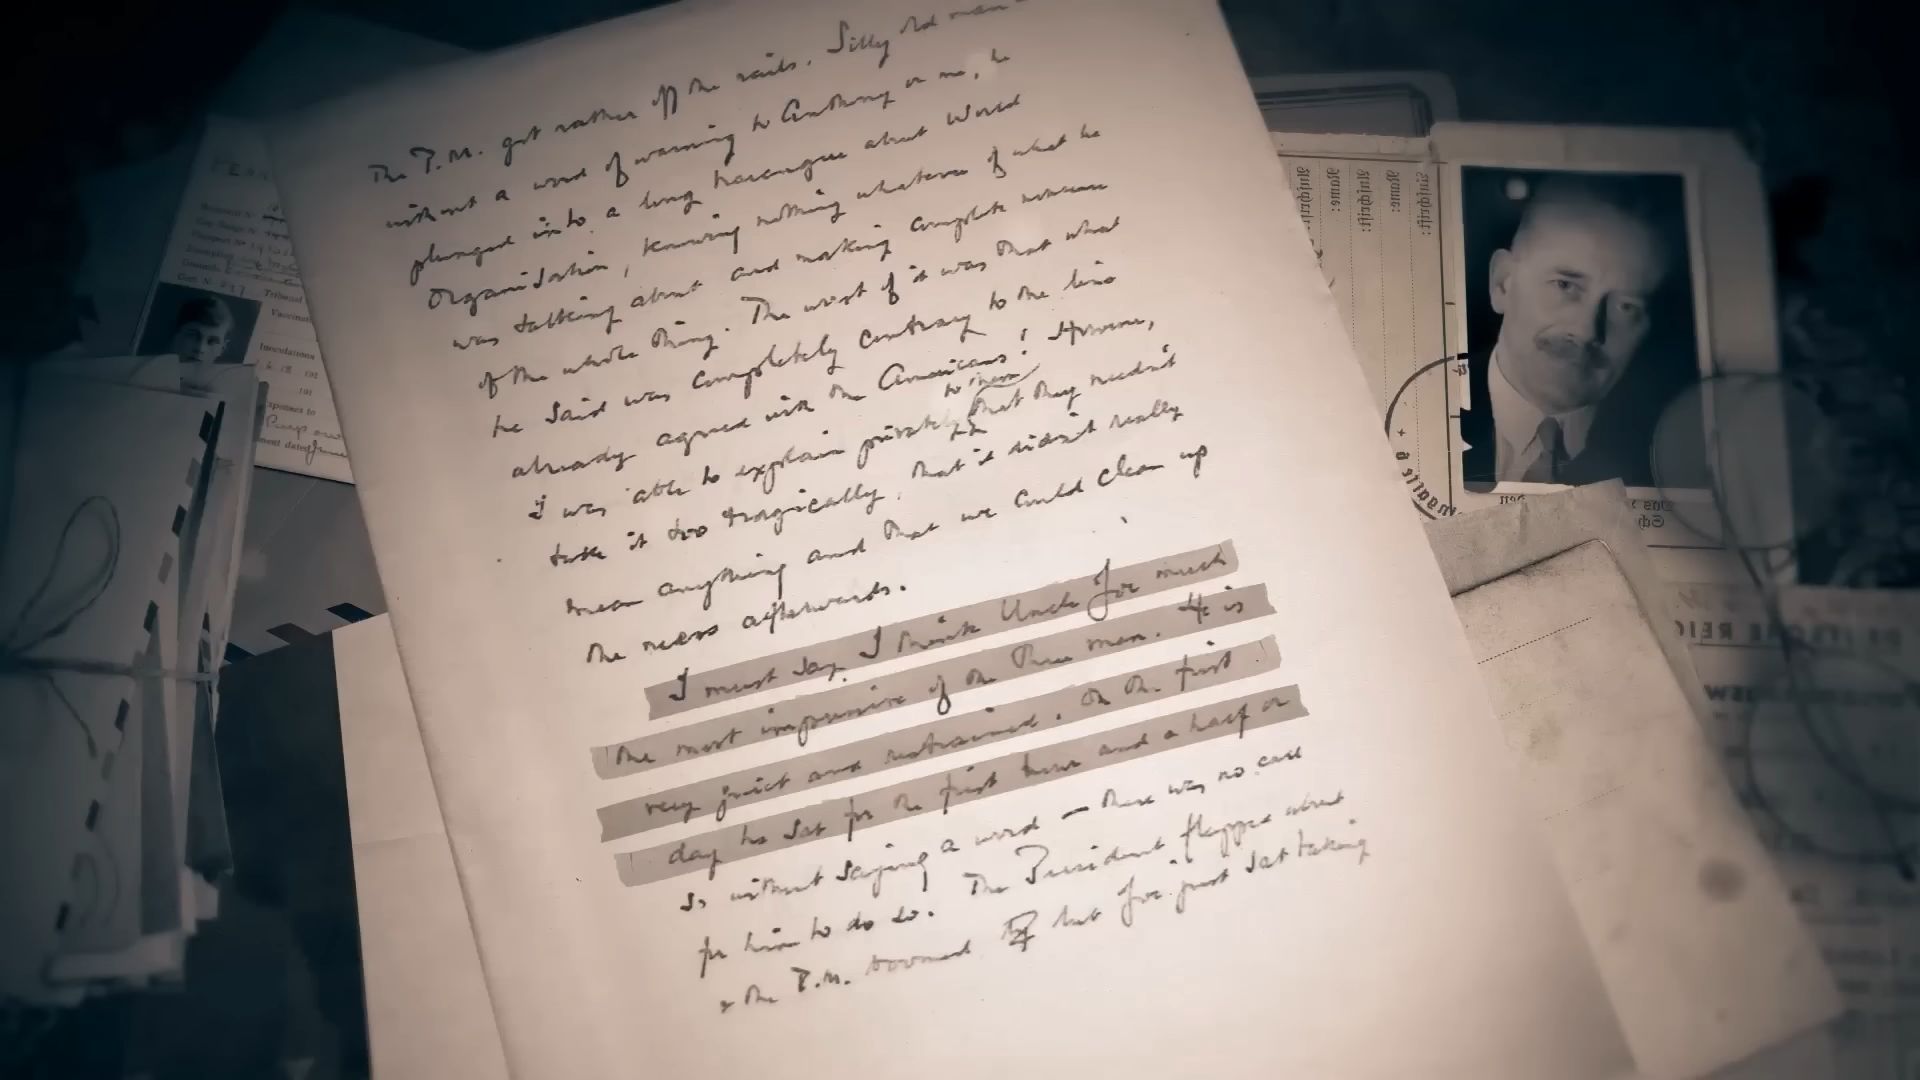 The P.M. got rather off the rails. Silly old man –
without a word of warning to Anthony or me, he
plunged into a long harangue about World
Organisation, knowing nothing whatever of what he
was talking about and making complete nonsense
of the whole thing. The worst of it was that what
he said was completely contrary to the line
already agreed with the Americans! However,
I was able to explain privately to them that they needn't
take it too tragically, that it didn't really
mean anything and that we could clean up
the mess afterwards.
I must say I think Uncle Joe much
the most impressive of the three men. He is
very quiet and restrained. On the first
day he sat for the first hour and a half or
so without saying a word – there was no call
for him to do so. The President flapped about
& the P.M. boomed but Joe just sat taking